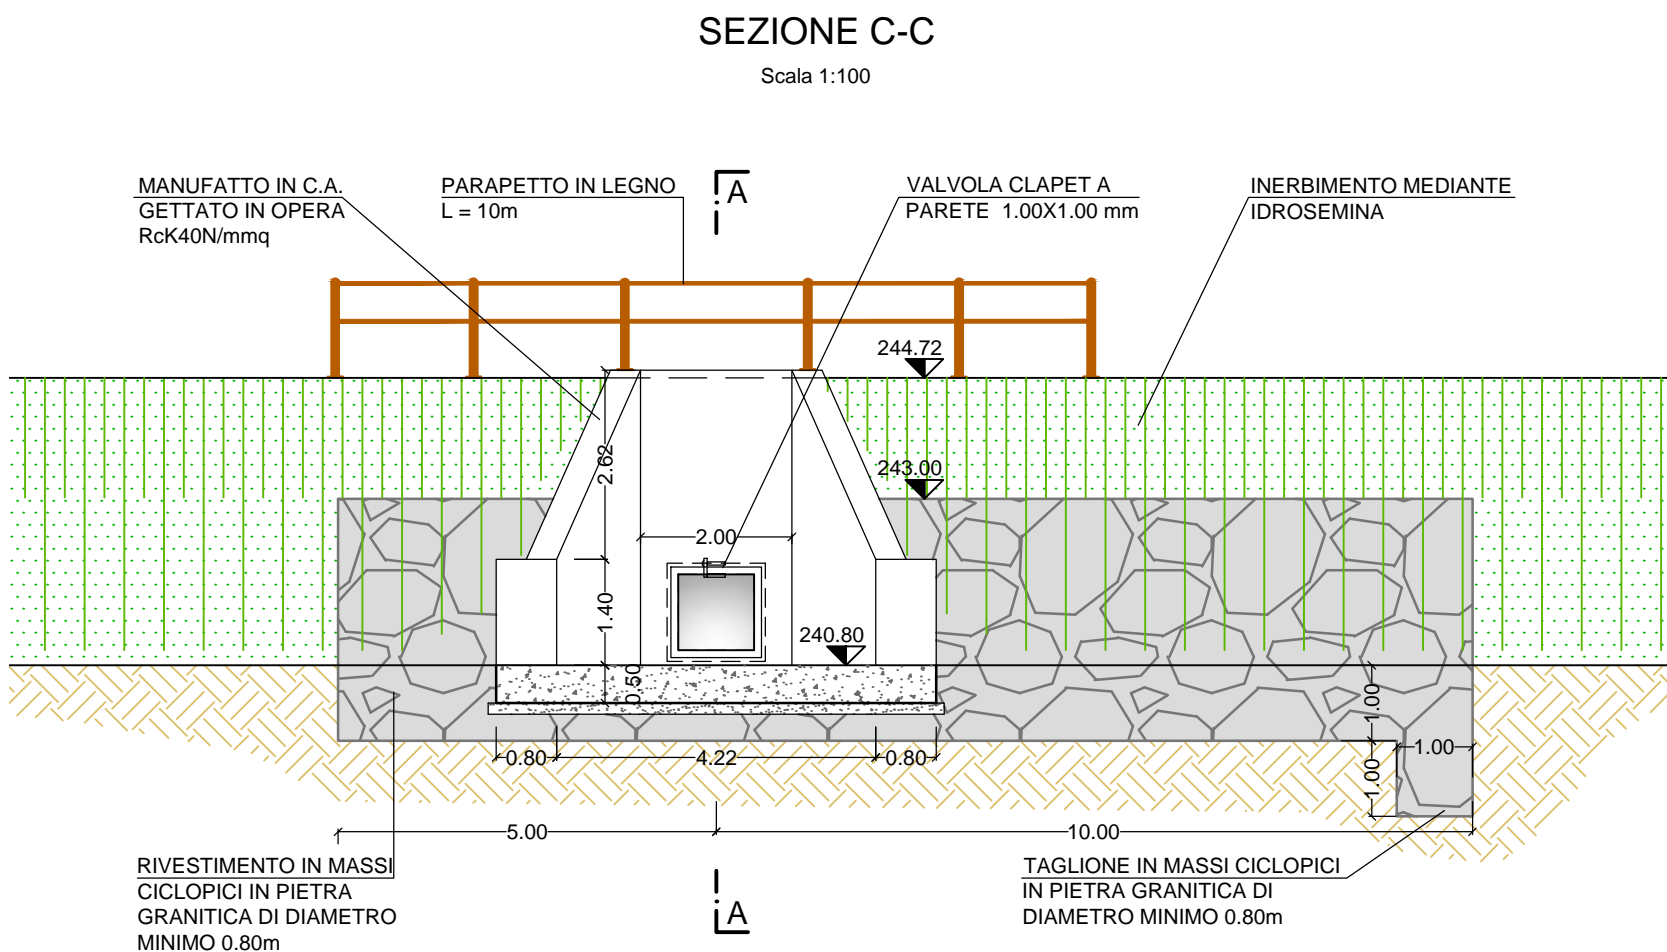 SEZIONE C-C
Scala 1:100
MANUFATTO IN C.A.
GETTATO IN OPERA
RcK40N/mmq
PARAPETTO IN LEGNO
L = 10m
A
VALVOLA CLAPET A
PARETE 1.00X1.00 mm
INERBIMENTO MEDIANTE
IDROSEMINA
244.72
2.62
243.00
2.00
1.40
240.80
0.50
1.00
0.80
4.22
0.80
1.00
1.00
5.00
10.00
RIVESTIMENTO IN MASSI
CICLOPICI IN PIETRA
GRANITICA DI DIAMETRO
MINIMO 0.80m
A
TAGLIONE IN MASSI CICLOPICI
IN PIETRA GRANITICA DI
DIAMETRO MINIMO 0.80m